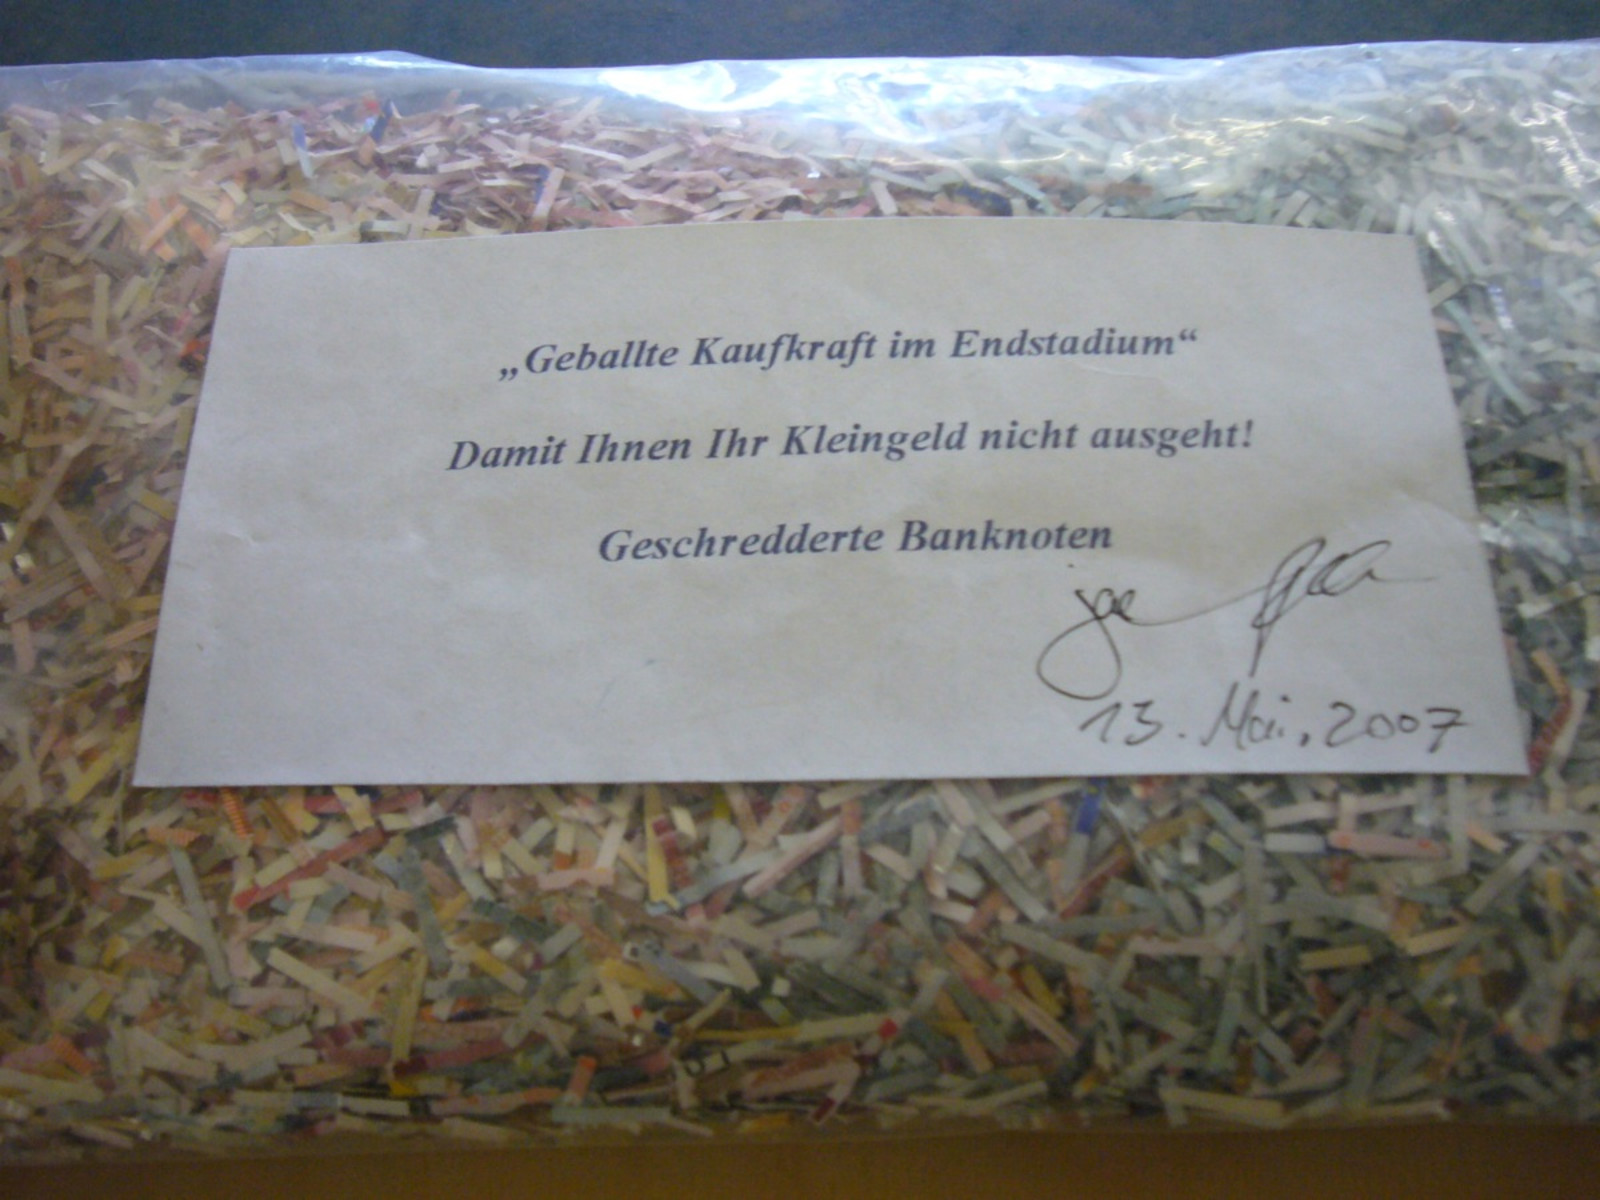 „Geballte Kaufkraft im Endstadium“
Damit Ihnen Ihr Kleingeld nicht ausgeht!
Geschredderte Banknoten
13. Mai. 2007